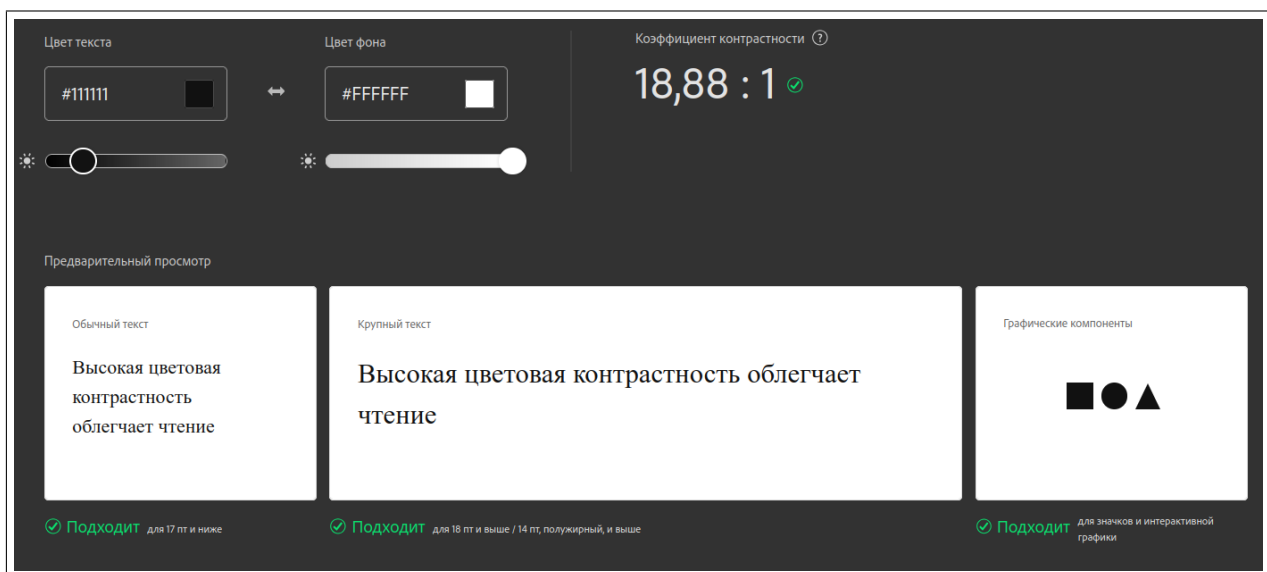 Цвет текста
Цвет фона
Коэффициент контрастности ?
#111111
#FFFFFF
18,88 : 1
Предварительный просмотр
Обычный текст
Высокая цветовая
контрастность
облегчает чтение
Крупный текст
Высокая цветовая контрастность облегчает
чтение
Графические компоненты
Подходит для 17 пт и ниже
Подходит для 18 пт и выше / 14 пт, полужирный, и выше
Подходит для значков и интерактивной
графики